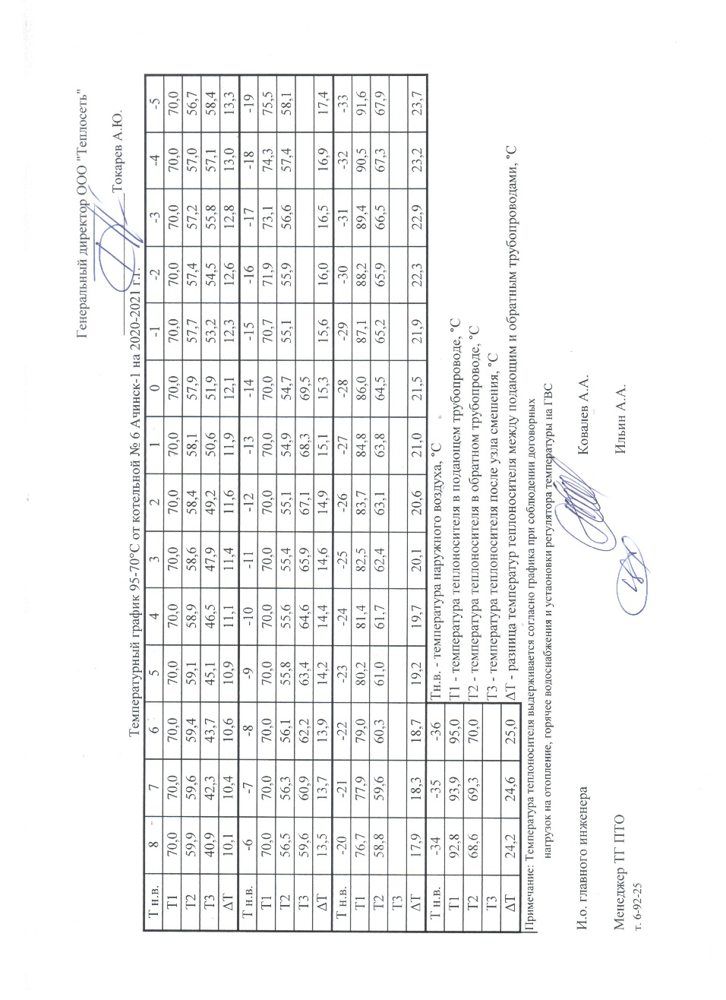 Генеральный директор ООО "Теплосеть"
Токарев А.Ю.
Температурный график 95-70°С от котельной № 6 Ачинск-1 на 2020-2021 г.г.
Т н.в. 8 7 6 5 4 3 2 1 0 -1 -2 -3 -4 -5
Т1 70,0 70,0 70,0 70,0 70,0 70,0 70,0 70,0 70,0 70,0 70,0 70,0 70,0 70,0
Т2 59,9 59,6 59,4 59,1 58,9 58,6 58,4 58,1 57,9 57,7 57,4 57,2 57,0 56,7
Т3 40,9 42,3 43,7 45,1 46,5 47,9 49,2 50,6 51,9 53,2 54,5 55,8 57,1 58,4
ΔТ 10,1 10,4 10,6 10,9 11,1 11,4 11,6 11,9 12,1 12,3 12,6 12,8 13,0 13,3
Т н.в. -6 -7 -8 -9 -10 -11 -12 -13 -14 -15 -16 -17 -18 -19
Т1 70,0 70,0 70,0 70,0 70,0 70,0 70,0 70,0 70,0 70,7 71,9 73,1 74,3 75,5
Т2 56,5 56,3 56,1 55,8 55,6 55,4 55,1 54,9 54,7 55,1 55,9 56,6 57,4 58,1
Т3 59,6 60,9 62,2 63,4 64,6 65,9 67,1 68,3 69,5
ΔТ 13,5 13,7 13,9 14,2 14,4 14,6 14,9 15,1 15,3 15,6 16,0 16,5 16,9 17,4
Т н.в. -20 -21 -22 -23 -24 -25 -26 -27 -28 -29 -30 -31 -32 -33
Т1 76,7 77,9 79,0 80,2 81,4 82,5 83,7 84,8 86,0 87,1 88,2 89,4 90,5 91,6
Т2 58,8 59,6 60,3 61,0 61,7 62,4 63,1 63,8 64,5 65,2 65,9 66,5 67,3 67,9
Т3
ΔТ 17,9 18,3 18,7 19,2 19,7 20,1 20,6 21,0 21,5 21,9 22,3 22,9 23,2 23,7
Т н.в. -34 -35 -36 Тн.в. - температура наружного воздуха, °С
Т1 92,8 93,9 95,0 Т1 - температура теплоносителя в подающем трубопроводе, °С
Т2 68,6 69,3 70,0 Т2 - температура теплоносителя в обратном трубопроводе, °С
Т3 Т3 - температура теплоносителя после узла смешения, °С
ΔТ 24,2 24,6 25,0 ΔТ - разница температур теплоносителя между подающим и обратным трубопроводами, °С
Примечание: Температура теплоносителя выдерживается согласно графика при соблюдении договорных
нагрузок на отопление, горячее водоснабжения и устаоновки регулятора температуры на ГВС
И.о. главного инженера Ковалев А.А.
Менеджер ТГ ПТО Ильин А.А.
т. 6-92-25